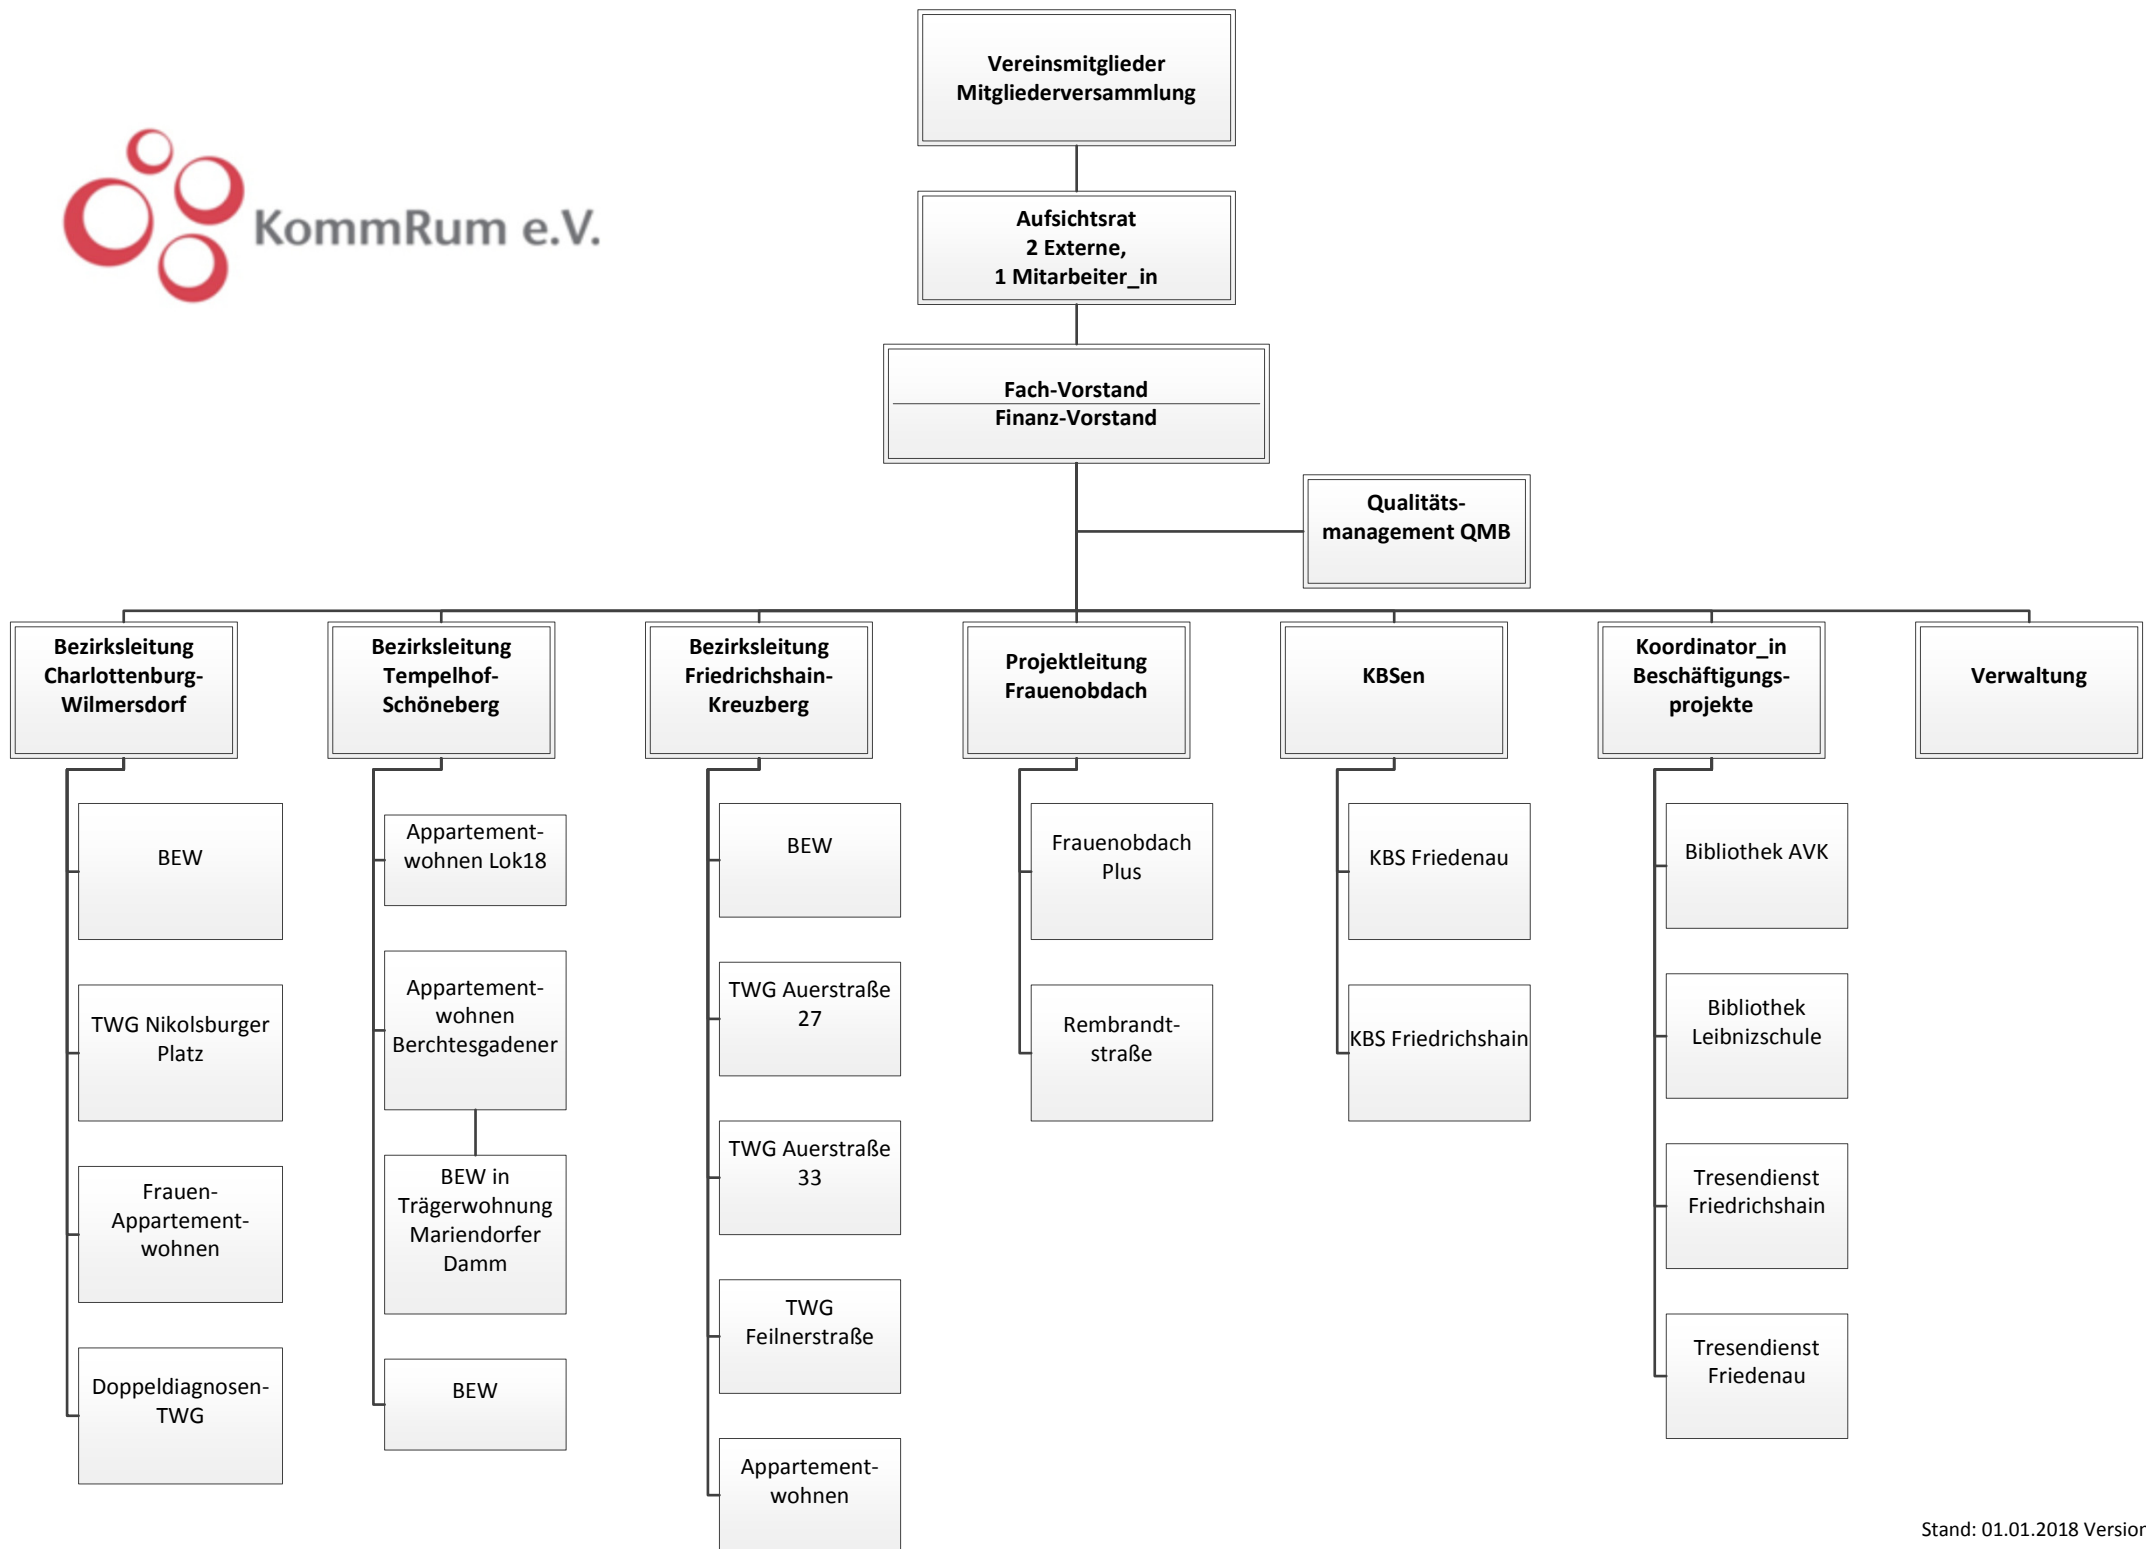 Vereinsmitglieder
Mitgliederversammlung
KommRum e.V.
Aufsichtsrat
2 Externe,
1 Mitarbeiter_in
Fach-Vorstand
Finanz-Vorstand
Qualitäts-
management QMB
Bezirksleitung
Charlottenburg-
Wilmersdorf
Bezirksleitung
Tempelhof-
Schöneberg
Bezirksleitung
Friedrichshain-
Kreuzberg
Projektleitung
Frauenobdach
KBSen
Koordinator_in
Beschäftigungs-
projekte
Verwaltung
BEW
TWG Nikolsburger
Platz
Frauen-
Appartement-
wohnen
Doppeldiagnosen-
TWG
Appartement-
wohnen Lok18
Appartement-
wohnen
Berchtesgadener
BEW in
Trägerwohnung
Mariendorfer
Damm
BEW
BEW
TWG Auerstraße
27
TWG Auerstraße
33
TWG
Feilnerstraße
Appartement-
wohnen
Frauenobdach
Plus
Rembrandt-
straße
KBS Friedenau
KBS Friedrichshain
Bibliothek AVK
Bibliothek
Leibnizschule
Tresendienst
Friedrichshain
Tresendienst
Friedenau
Stand: 01.01.2018 Version